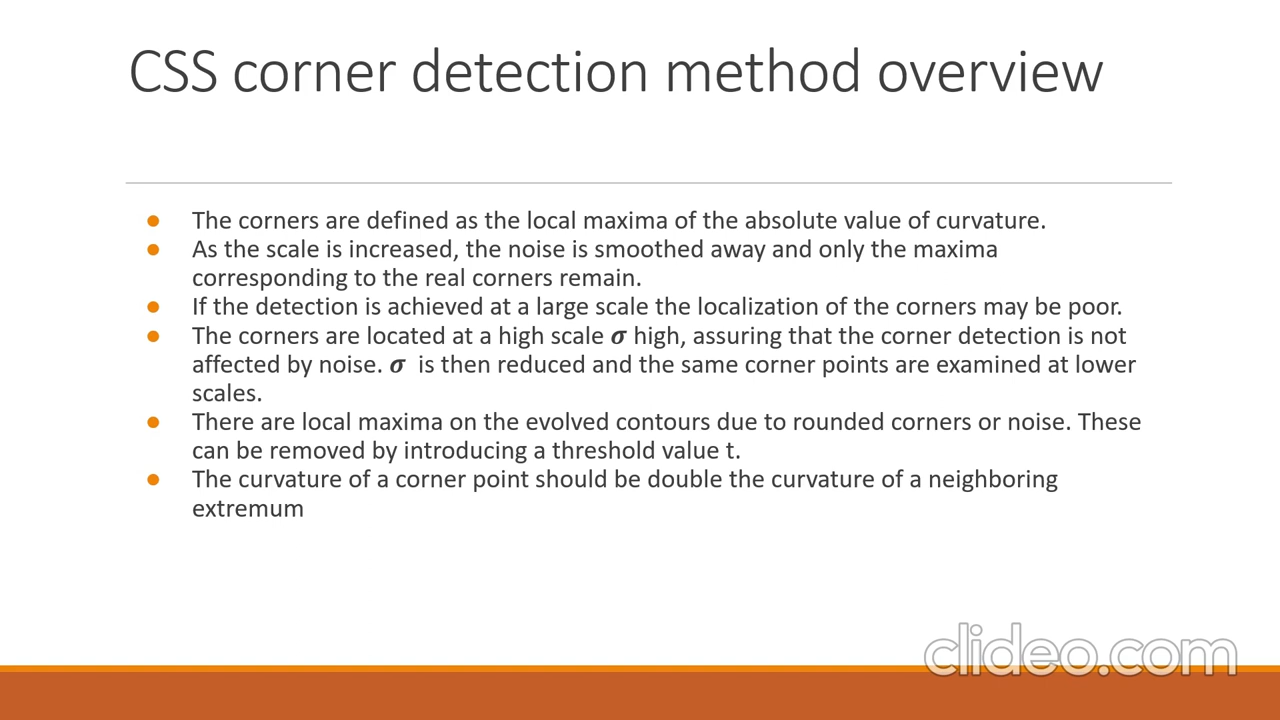 CSS corner detection method overview
● The corners are defined as the local maxima of the absolute value of curvature.
● As the scale is increased, the noise is smoothed away and only the maxima
corresponding to the real corners remain.
● If the detection is achieved at a large scale the localization of the corners may be poor.
● The corners are located at a high scale σ high, assuring that the corner detection is not
affected by noise. σ is then reduced and the same corner points are examined at lower
scales.
● There are local maxima on the evolved contours due to rounded corners or noise. These
can be removed by introducing a threshold value t.
● The curvature of a corner point should be double the curvature of a neighboring
extremum
clideo.com